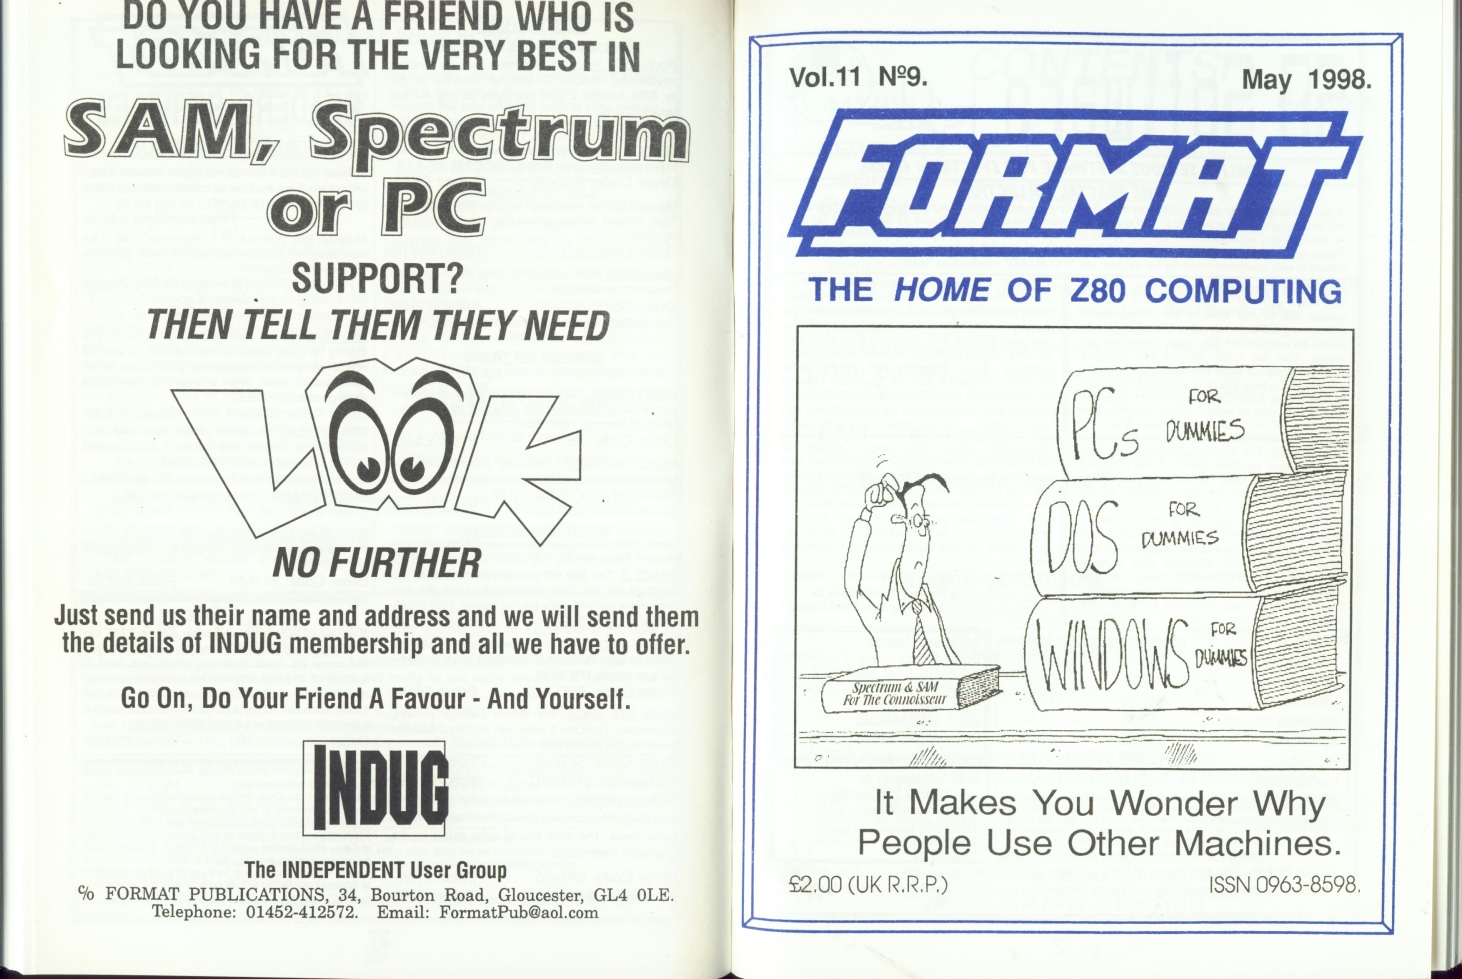 DO YOU HAVE A FRIEND WHO IS
LOOKING FOR THE VERY BEST IN
SAM, Spectrum
or PC
SUPPORT?
THEN TELL THEM THEY NEED
LOOK
NO FURTHER
Just send us their name and address and we will send them
the details of INDUG membership and all we have to offer.
Go On, Do Your Friend A Favour - And Yourself.
INDUG
The INDEPENDENT User Group
℅ FORMAT PUBLICATIONS, 34, Bourton Road, Gloucester, GL4 0LE.
Telephone: 01452-412572. Email: FormatPub@aol.com
Vol.11 Nº9.
May 1998.
FORMAT
THE HOME OF Z80 COMPUTING
PCs FOR DUMMIES
DOS FOR DUMMIES
WINDOWS FOR DUMMIES
Spectrum & SAM
For The Connoisseur
It Makes You Wonder Why
People Use Other Machines.
£2.00 (UK R.R.P.)
ISSN 0963-8598.